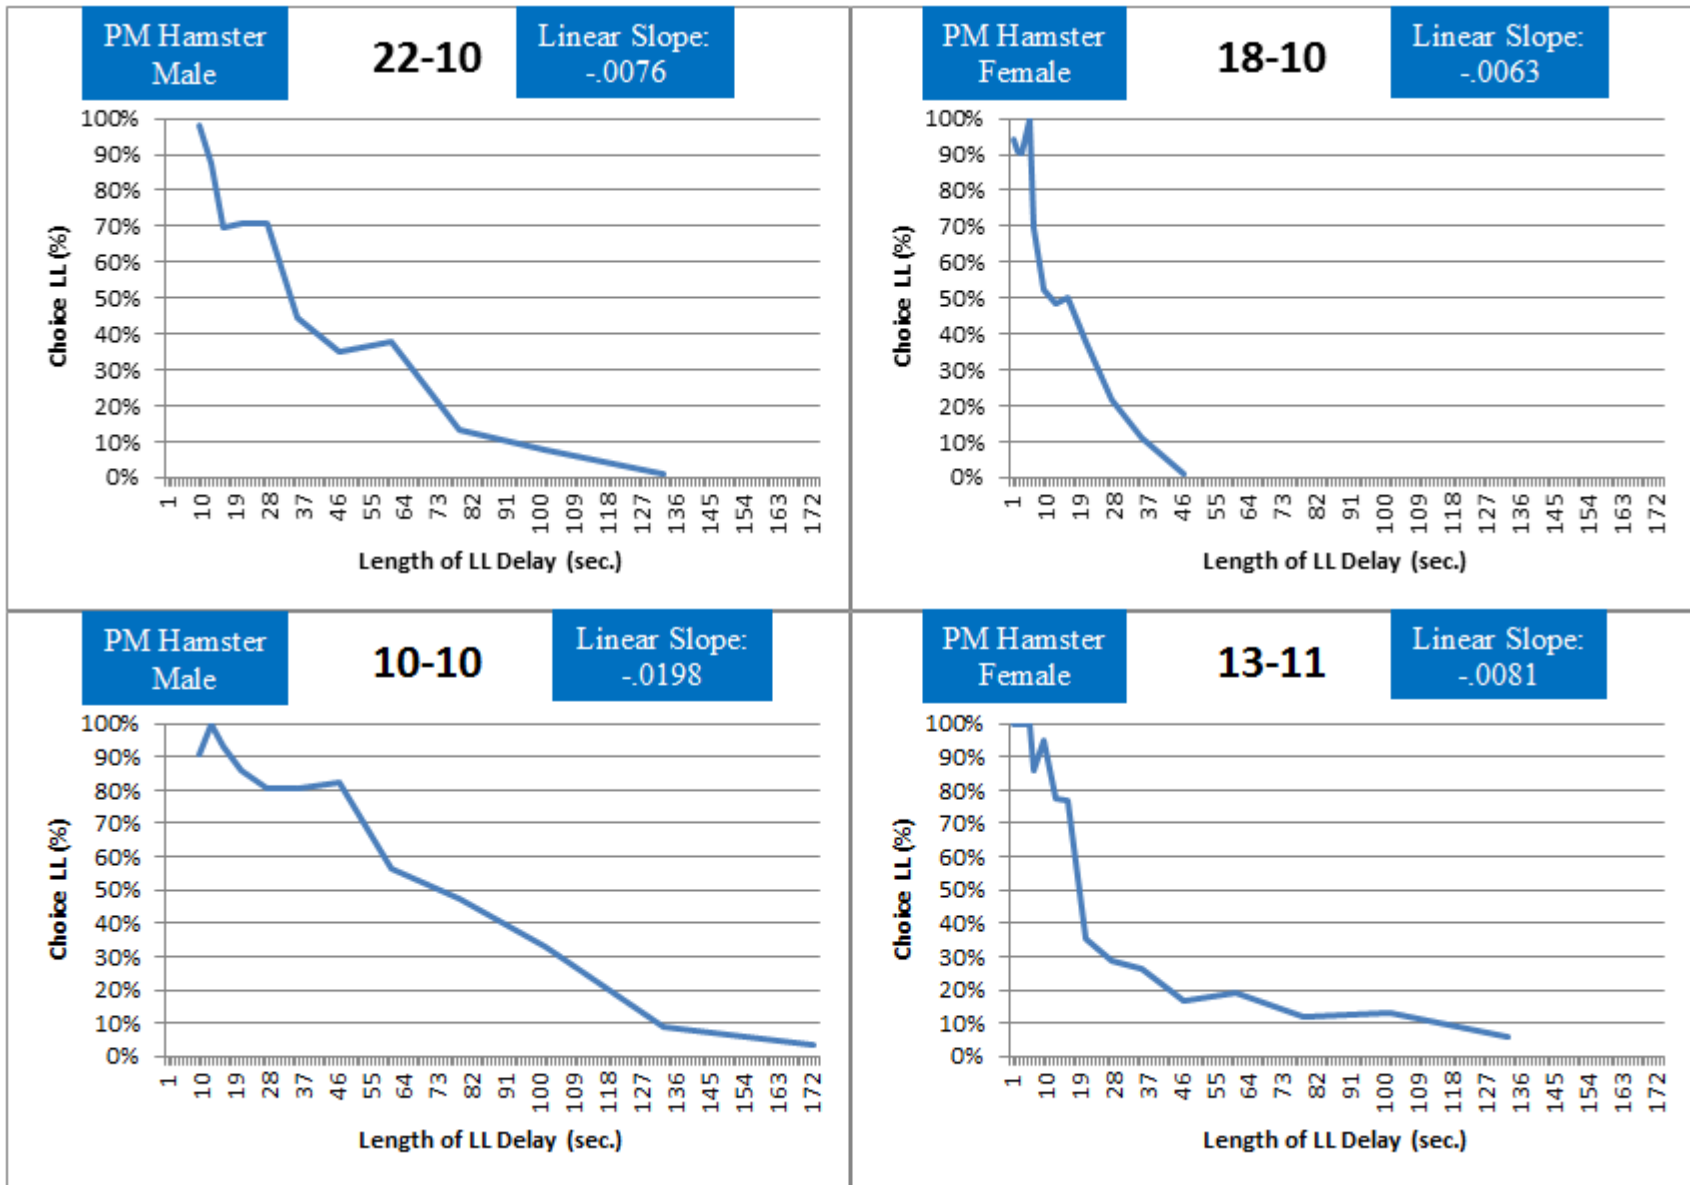 PM Hamster
Male
22-10
Linear Slope:
-.0076
100%
90%
80%
70%
60%
50%
40%
30%
20%
10%
0%
Choice LL (%)
1 10 19 28 37 46 55 64 73 82 91 100 109 118 127 136 145 154 163 172
Length of LL Delay (sec.)
PM Hamster
Female
18-10
Linear Slope:
-.0063
100%
90%
80%
70%
60%
50%
40%
30%
20%
10%
0%
Choice LL (%)
1 10 19 28 37 46 55 64 73 82 91 100 109 118 127 136 145 154 163 172
Length of LL Delay (sec.)
PM Hamster
Male
10-10
Linear Slope:
-.0198
100%
90%
80%
70%
60%
50%
40%
30%
20%
10%
0%
Choice LL (%)
1 10 19 28 37 46 55 64 73 82 91 100 109 118 127 136 145 154 163 172
Length of LL Delay (sec.)
PM Hamster
Female
13-11
Linear Slope:
-.0081
100%
90%
80%
70%
60%
50%
40%
30%
20%
10%
0%
Choice LL (%)
1 10 19 28 37 46 55 64 73 82 91 100 109 118 127 136 145 154 163 172
Length of LL Delay (sec.)